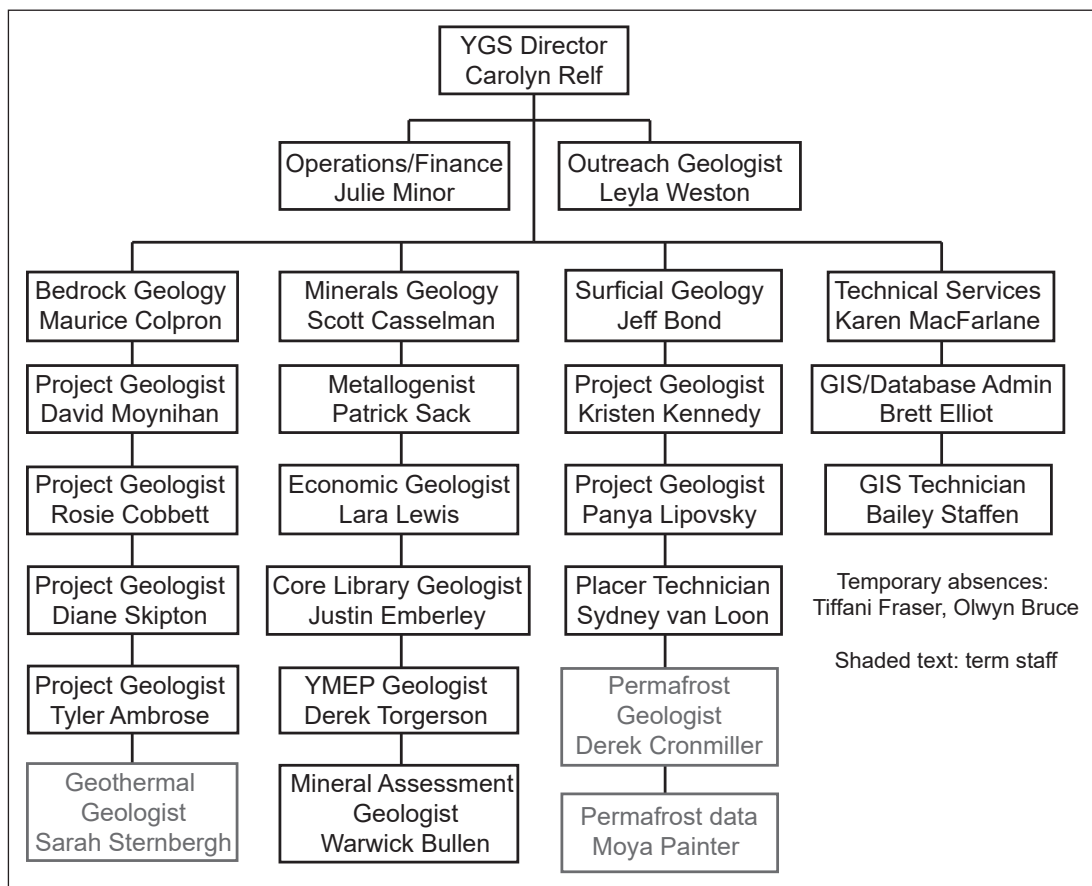 YGS Director
Carolyn Relf
Operations/Finance
Julie Minor
Outreach Geologist
Leyla Weston
Bedrock Geology
Maurice Colpron
Project Geologist
David Moynihan
Project Geologist
Rosie Cobbett
Project Geologist
Diane Skipton
Project Geologist
Tyler Ambrose
Geothermal
Geologist
Sarah Sternbergh
Minerals Geology
Scott Casselman
Metallogenist
Patrick Sack
Economic Geologist
Lara Lewis
Core Library Geologist
Justin Emberley
YMEP Geologist
Derek Torgerson
Mineral Assessment
Geologist
Warwick Bullen
Surficial Geology
Jeff Bond
Project Geologist
Kristen Kennedy
Project Geologist
Panya Lipovsky
Placer Technician
Sydney van Loon
Permafrost
Geologist
Derek Cronmiller
Permafrost data
Moya Painter
Technical Services
Karen MacFarlane
GIS/Database Admin
Brett Elliot
GIS Technician
Bailey Staffen
Temporary absences:
Tiffani Fraser, Olwyn Bruce
Shaded text: term staff